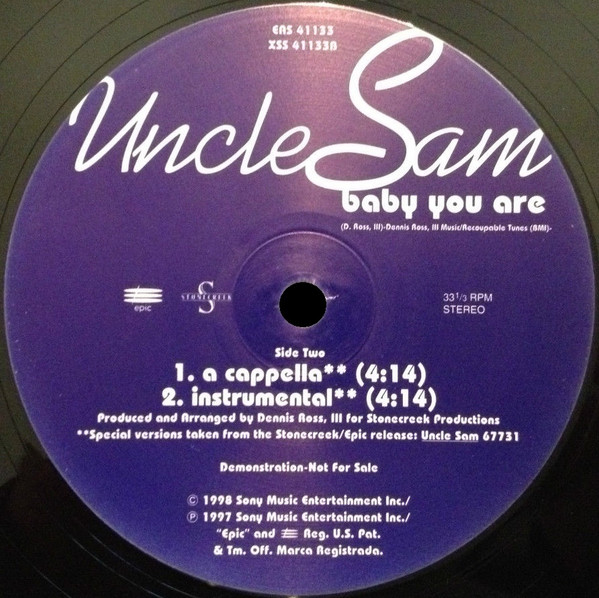 EAS 41133
XSS 41133B
Uncle Sam
baby you are
(D. Ross, III)-Dennis Ross, III Music/Recoupable Tunes (BMI)-
epic
STONECREEK
S
33 1/3 RPM
STEREO
Side Two
1. a cappella** (4:14)
2. instrumental** (4:14)
Produced and Arranged by Dennis Ross, III for Stonecreek Productions
**Special versions taken from the Stonecreek/Epic release: Uncle Sam 67731
Demonstration-Not For Sale
© 1998 Sony Music Entertainment Inc./
℗ 1997 Sony Music Entertainment Inc./
"Epic" and Reg. U.S. Pat.
& Tm. Off. Marca Registrada.